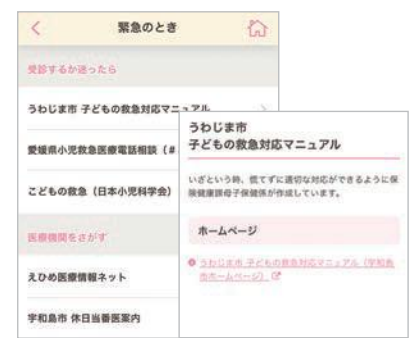 緊急のとき
受診するか迷ったら
うわじま市 子どもの救急対応マニュアル
愛媛県小児救急医療電話相談（#
こどもの救急（日本小児科学会）
医療機関をさがす
えひめ医療情報ネット
宇和島市 休日当番医案内
うわじま市
子どもの救急対応マニュアル
いざという時、慌てずに適切な対応ができるように保
険健康課母子保健係が作成しています。
ホームページ
うわじま市 子どもの救急対応マニュアル（宇和島
市ホームページ）